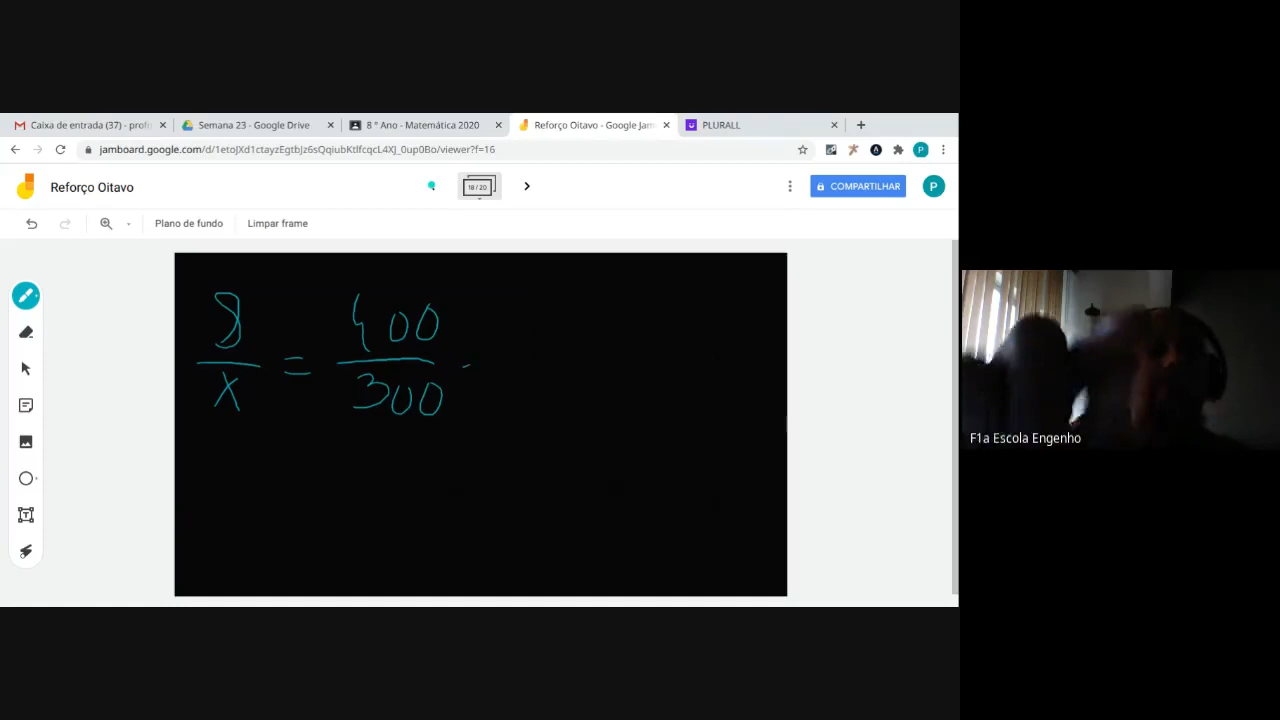 Caixa de entrada (37) - profe
Semana 23 - Google Drive
8 º Ano - Matemática 2020
Reforço Oitavo - Google Jam
PLURALL
jamboard.google.com/d/1etoJXd1ctayzEgtbJz6sQqiubKtlfcqcL4XJ_0up0Bo/viewer?f=16
Reforço Oitavo
18 / 20
COMPARTILHAR
P
Plano de fundo
Limpar frame
8/x = 400/300
F1a Escola Engenho